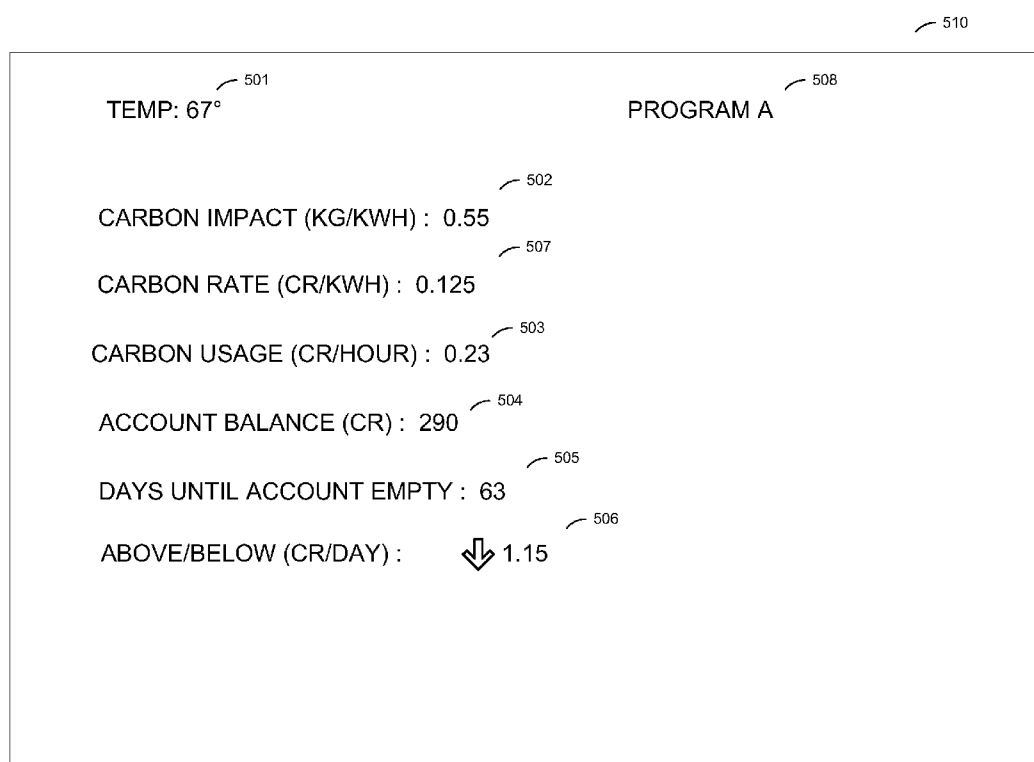 510
501
508
TEMP: 67°
PROGRAM A
502
CARBON IMPACT (KG/KWH) : 0.55
507
CARBON RATE (CR/KWH) : 0.125
503
CARBON USAGE (CR/HOUR) : 0.23
504
ACCOUNT BALANCE (CR) : 290
505
DAYS UNTIL ACCOUNT EMPTY : 63
506
ABOVE/BELOW (CR/DAY) : 1.15